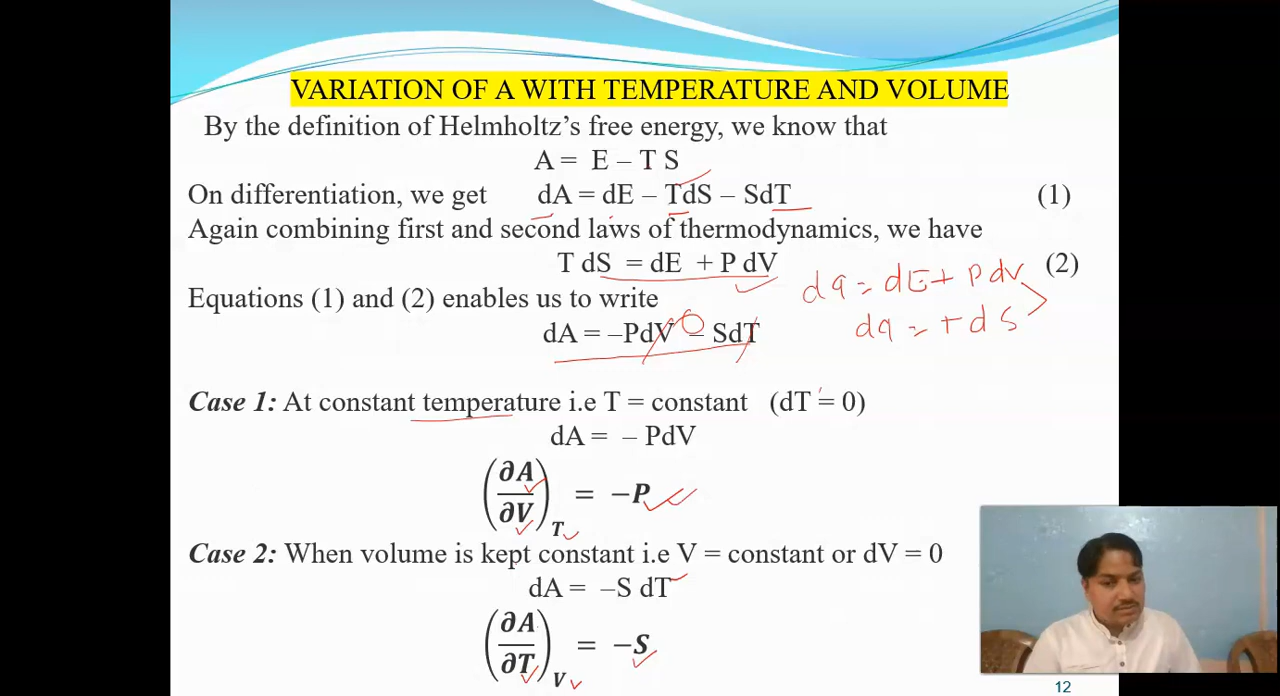 VARIATION OF A WITH TEMPERATURE AND VOLUME
By the definition of Helmholtz's free energy, we know that
A = E – T S
On differentiation, we get dA = dE – TdS – SdT (1)
Again combining first and second laws of thermodynamics, we have
T dS = dE + P dV (2)
dq = dE + P dV
Equations (1) and (2) enables us to write
dq = T dS
dA = –PdV – SdT
Case 1: At constant temperature i.e T = constant (dT = 0)
dA = – PdV
(∂A/∂V)T = –P
Case 2: When volume is kept constant i.e V = constant or dV = 0
dA = –S dT
(∂A/∂T)V = –S
12